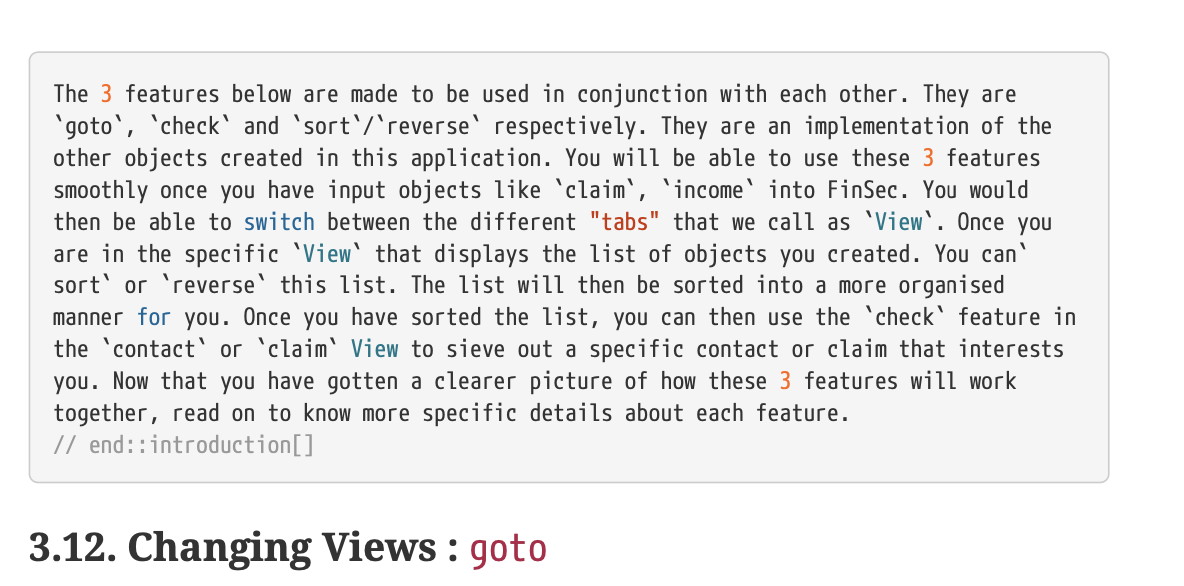 The 3 features below are made to be used in conjunction with each other. They are
`goto`, `check` and `sort`/`reverse` respectively. They are an implementation of the
other objects created in this application. You will be able to use these 3 features
smoothly once you have input objects like `claim`, `income` into FinSec. You would
then be able to switch between the different "tabs" that we call as `View`. Once you
are in the specific `View` that displays the list of objects you created. You can`
sort` or `reverse` this list. The list will then be sorted into a more organised
manner for you. Once you have sorted the list, you can then use the `check` feature in
the `contact` or `claim` View to sieve out a specific contact or claim that interests
you. Now that you have gotten a clearer picture of how these 3 features will work
together, read on to know more specific details about each feature.
// end::introduction[]
3.12. Changing Views : goto